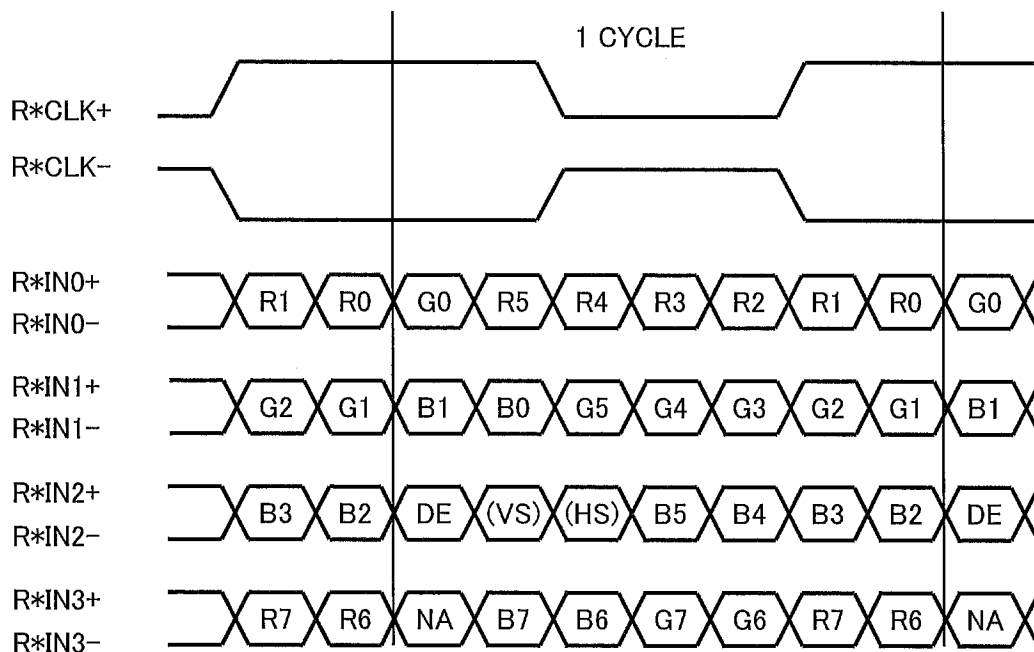 1 CYCLE
R*CLK+
R*CLK-
R*IN0+
R*IN0-
R1 R0 G0 R5 R4 R3 R2 R1 R0 G0
R*IN1+
R*IN1-
G2 G1 B1 B0 G5 G4 G3 G2 G1 B1
R*IN2+
R*IN2-
B3 B2 DE (VS) (HS) B5 B4 B3 B2 DE
R*IN3+
R*IN3-
R7 R6 NA B7 B6 G7 G6 R7 R6 NA